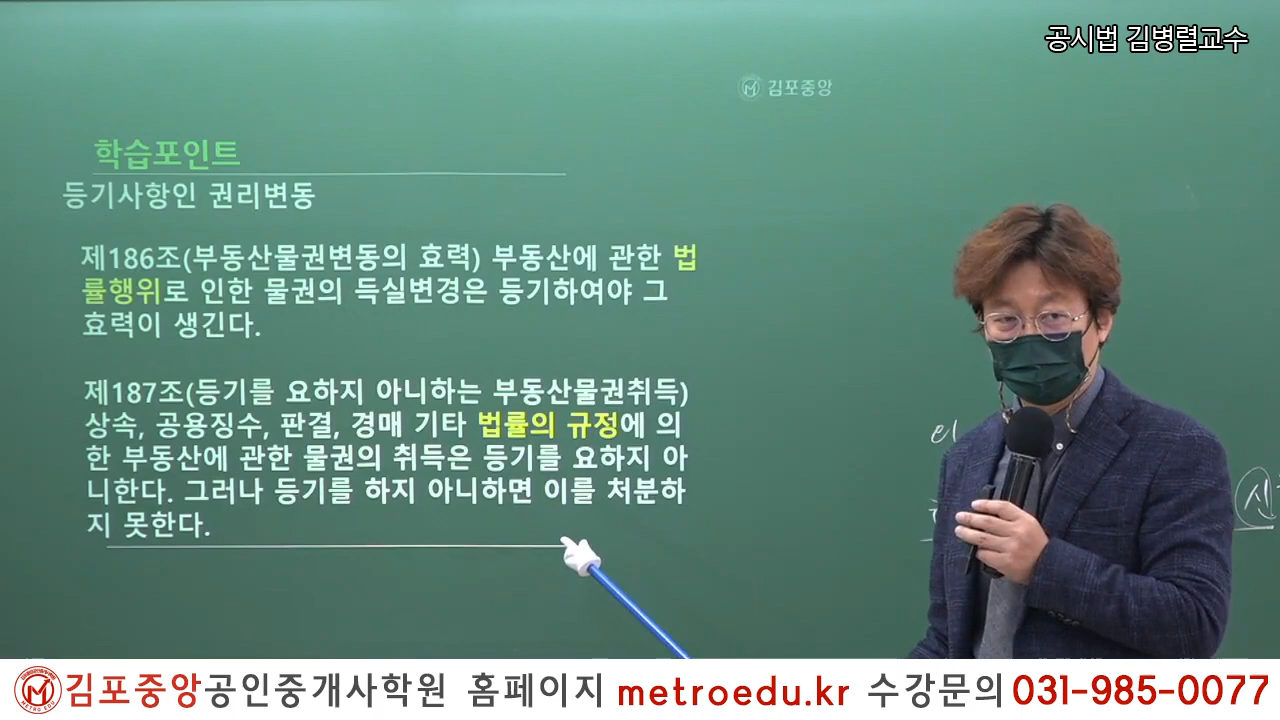 공시법 김병렬교수
김포중앙
학습포인트
등기사항인 권리변동
제186조(부동산물권변동의 효력) 부동산에 관한 법
률행위로 인한 물권의 득실변경은 등기하여야 그
효력이 생긴다.
제187조(등기를 요하지 아니하는 부동산물권취득)
상속, 공용징수, 판결, 경매 기타 법률의 규정에 의
한 부동산에 관한 물권의 취득은 등기를 요하지 아
니한다. 그러나 등기를 하지 아니하면 이를 처분하
지 못한다.
신
김포중앙공인중개사학원 홈페이지 metroedu.kr 수강문의 031-985-0077
METRO EDU